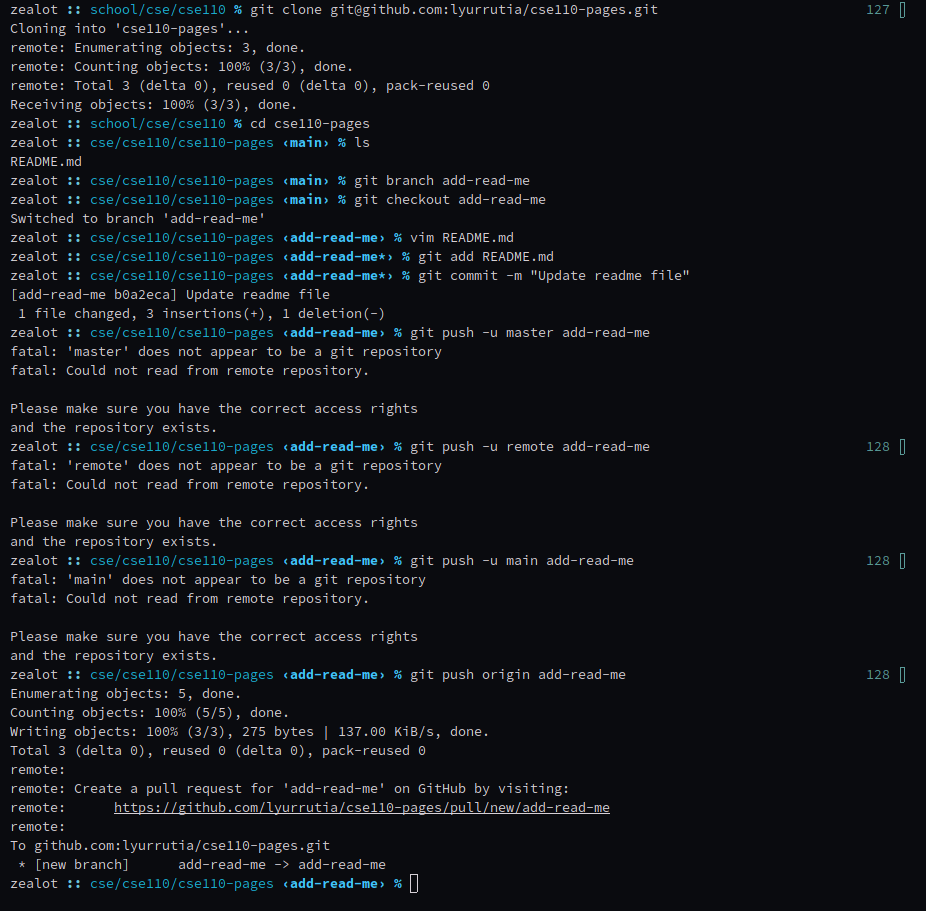 zealot :: school/cse/cse110 % git clone git@github.com:lyurrutia/cse110-pages.git 127
Cloning into 'cse110-pages'...
remote: Enumerating objects: 3, done.
remote: Counting objects: 100% (3/3), done.
remote: Total 3 (delta 0), reused 0 (delta 0), pack-reused 0
Receiving objects: 100% (3/3), done.
zealot :: school/cse/cse110 % cd cse110-pages
zealot :: cse/cse110/cse110-pages ‹main› % ls
README.md
zealot :: cse/cse110/cse110-pages ‹main› % git branch add-read-me
zealot :: cse/cse110/cse110-pages ‹main› % git checkout add-read-me
Switched to branch 'add-read-me'
zealot :: cse/cse110/cse110-pages ‹add-read-me› % vim README.md
zealot :: cse/cse110/cse110-pages ‹add-read-me*› % git add README.md
zealot :: cse/cse110/cse110-pages ‹add-read-me*› % git commit -m "Update readme file"
[add-read-me b0a2eca] Update readme file
 1 file changed, 3 insertions(+), 1 deletion(-)
zealot :: cse/cse110/cse110-pages ‹add-read-me› % git push -u master add-read-me
fatal: 'master' does not appear to be a git repository
fatal: Could not read from remote repository.

Please make sure you have the correct access rights
and the repository exists.
zealot :: cse/cse110/cse110-pages ‹add-read-me› % git push -u remote add-read-me 128
fatal: 'remote' does not appear to be a git repository
fatal: Could not read from remote repository.

Please make sure you have the correct access rights
and the repository exists.
zealot :: cse/cse110/cse110-pages ‹add-read-me› % git push -u main add-read-me 128
fatal: 'main' does not appear to be a git repository
fatal: Could not read from remote repository.

Please make sure you have the correct access rights
and the repository exists.
zealot :: cse/cse110/cse110-pages ‹add-read-me› % git push origin add-read-me 128
Enumerating objects: 5, done.
Counting objects: 100% (5/5), done.
Writing objects: 100% (3/3), 275 bytes | 137.00 KiB/s, done.
Total 3 (delta 0), reused 0 (delta 0), pack-reused 0
remote:
remote: Create a pull request for 'add-read-me' on GitHub by visiting:
remote:      https://github.com/lyurrutia/cse110-pages/pull/new/add-read-me
remote:
To github.com:lyurrutia/cse110-pages.git
 * [new branch]      add-read-me -> add-read-me
zealot :: cse/cse110/cse110-pages ‹add-read-me› %